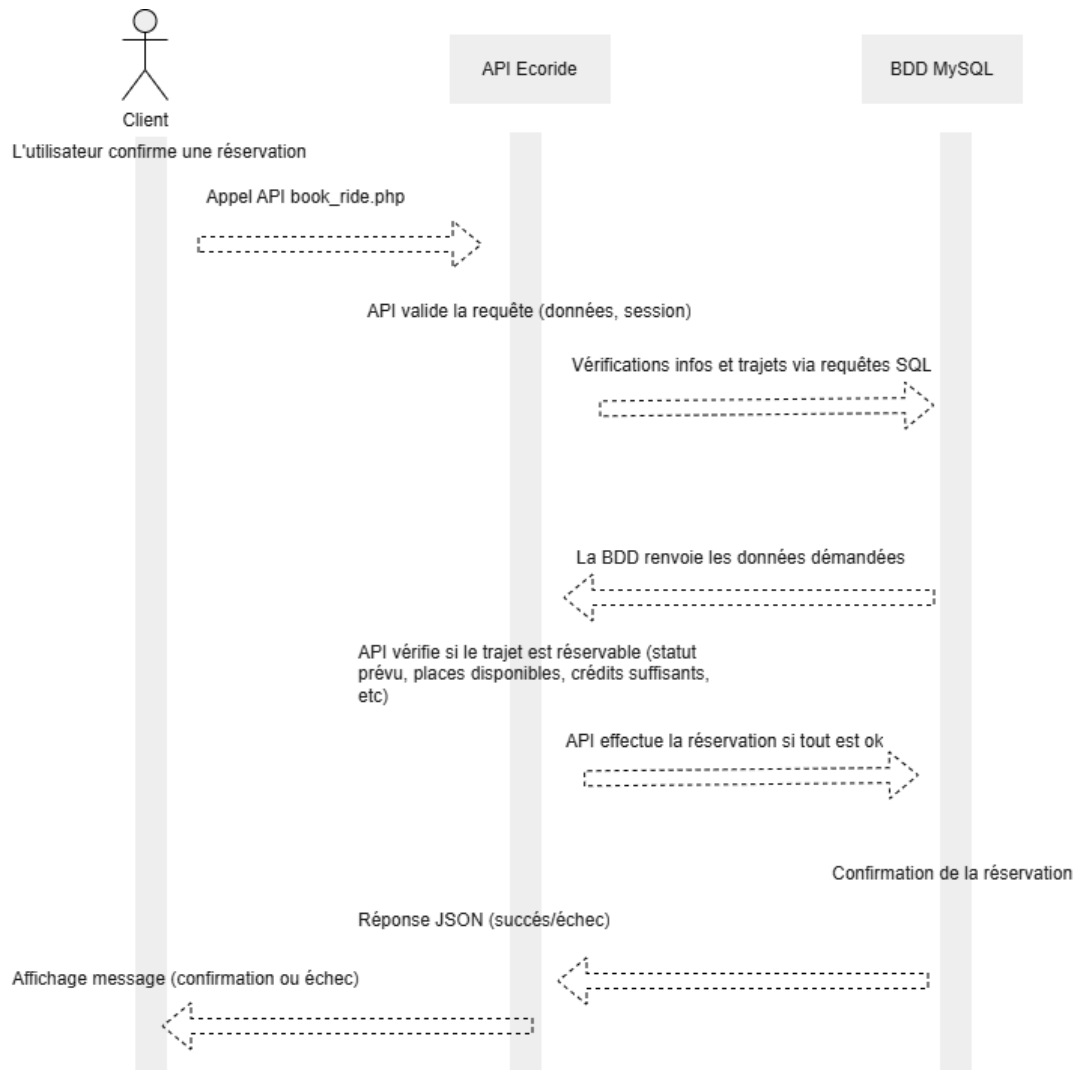 API Ecoride
BDD MySQL
Client
L'utilisateur confirme une réservation
Appel API book_ride.php
API valide la requête (données, session)
Vérifications infos et trajets via requêtes SQL
La BDD renvoie les données démandées
API vérifie si le trajet est réservable (statut
prévu, places disponibles, crédits suffisants,
etc)
API effectue la réservation si tout est ok
Confirmation de la réservation
Réponse JSON (succés/échec)
Affichage message (confirmation ou échec)